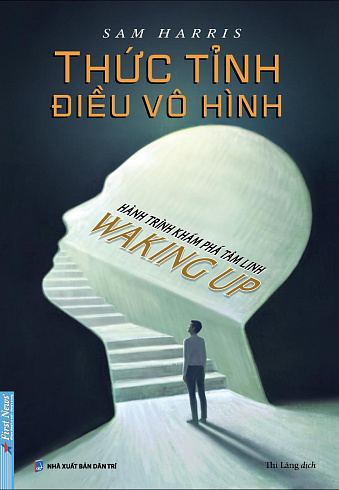 SAM HARRIS
THỨC TỈNH
ĐIỀU VÔ HÌNH
HÀNH TRÌNH KHÁM PHÁ TÂM LINH
WAKING UP
First News
NHÀ XUẤT BẢN DÂN TRÍ
Thi Lăng dịch